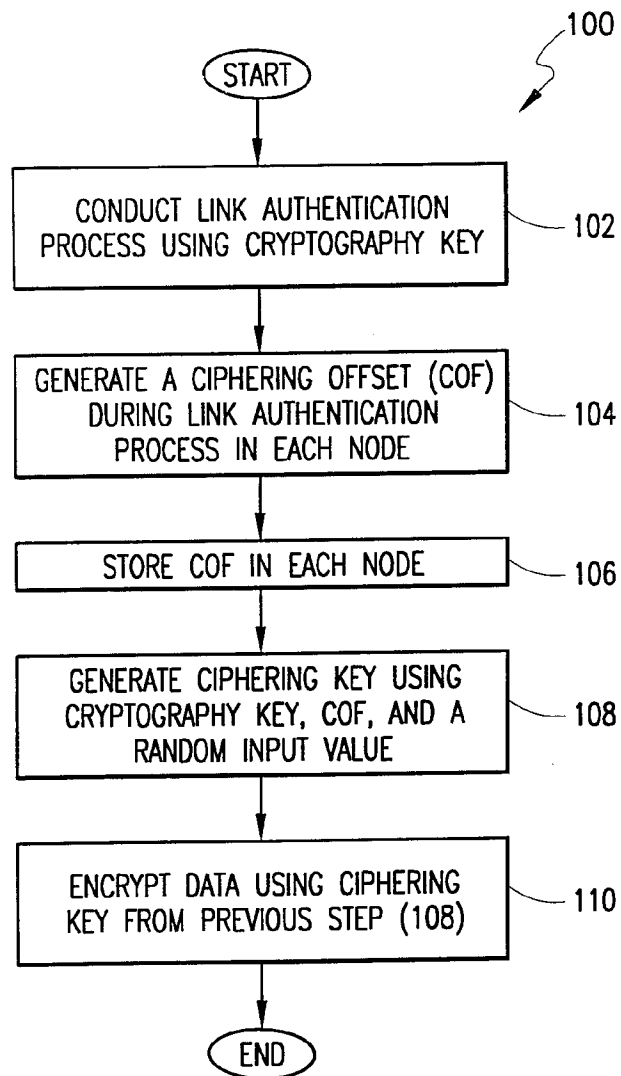 100
START
CONDUCT LINK AUTHENTICATION
PROCESS USING CRYPTOGRAPHY KEY
102
GENERATE A CIPHERING OFFSET (COF)
DURING LINK AUTHENTICATION
PROCESS IN EACH NODE
104
STORE COF IN EACH NODE
106
GENERATE CIPHERING KEY USING
CRYPTOGRAPHY KEY, COF, AND A
RANDOM INPUT VALUE
108
ENCRYPT DATA USING CIPHERING
KEY FROM PREVIOUS STEP (108)
110
END